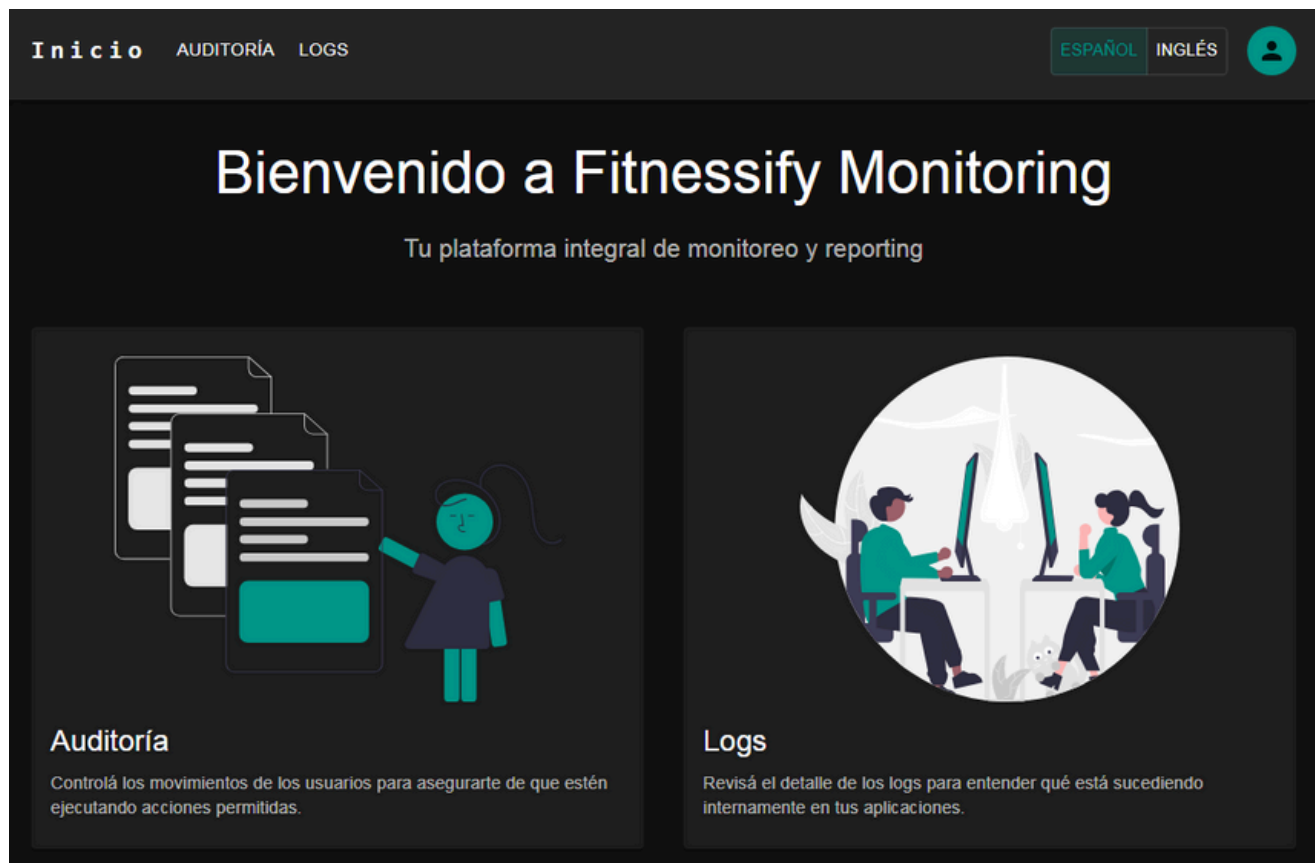 Inicio AUDITORÍA LOGS ESPAÑOL INGLÉS
Bienvenido a Fitnessify Monitoring
Tu plataforma integral de monitoreo y reporting
Auditoría
Controlá los movimientos de los usuarios para asegurarte de que estén
ejecutando acciones permitidas.
Logs
Revisá el detalle de los logs para entender qué está sucediendo
internamente en tus aplicaciones.